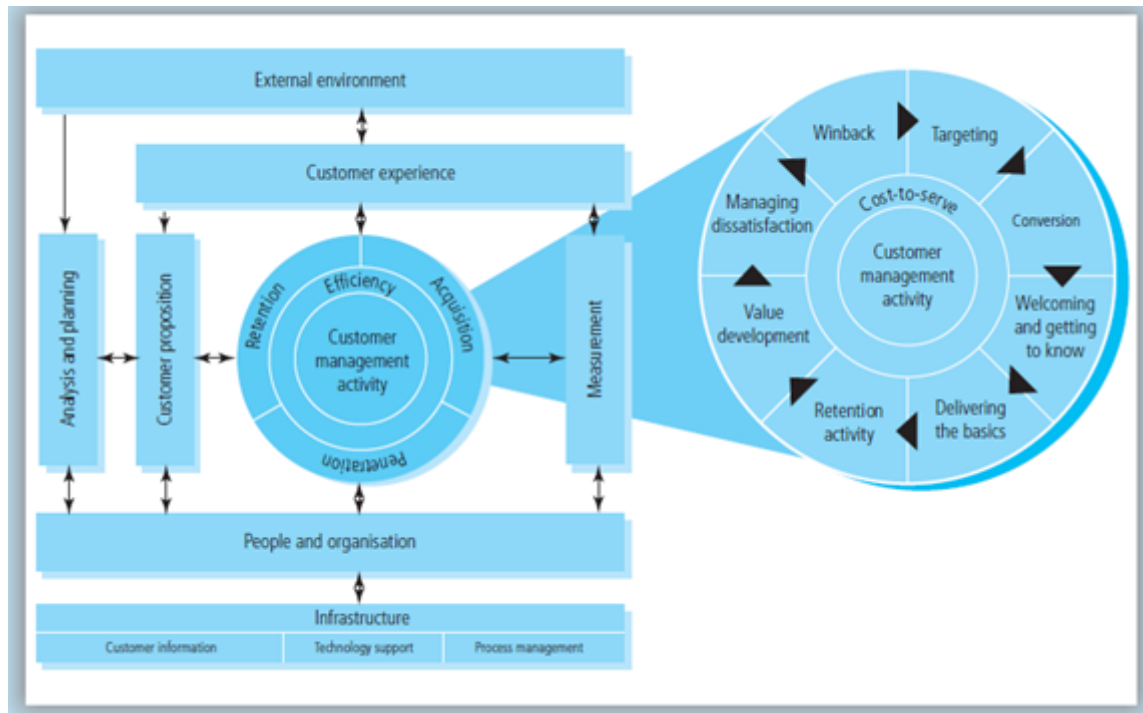 External environment
Customer experience
Analysis and planning
Customer proposition
Retention
Efficiency
Acquisition
Customer
management
activity
Penetration
Measurement
People and organisation
Infrastructure
Customer information
Technology support
Process management
Winback
Targeting
Managing
dissatisfaction
Cost-to-serve
Conversion
Customer
management
activity
Value
development
Welcoming
and getting
to know
Retention
activity
Delivering
the basics